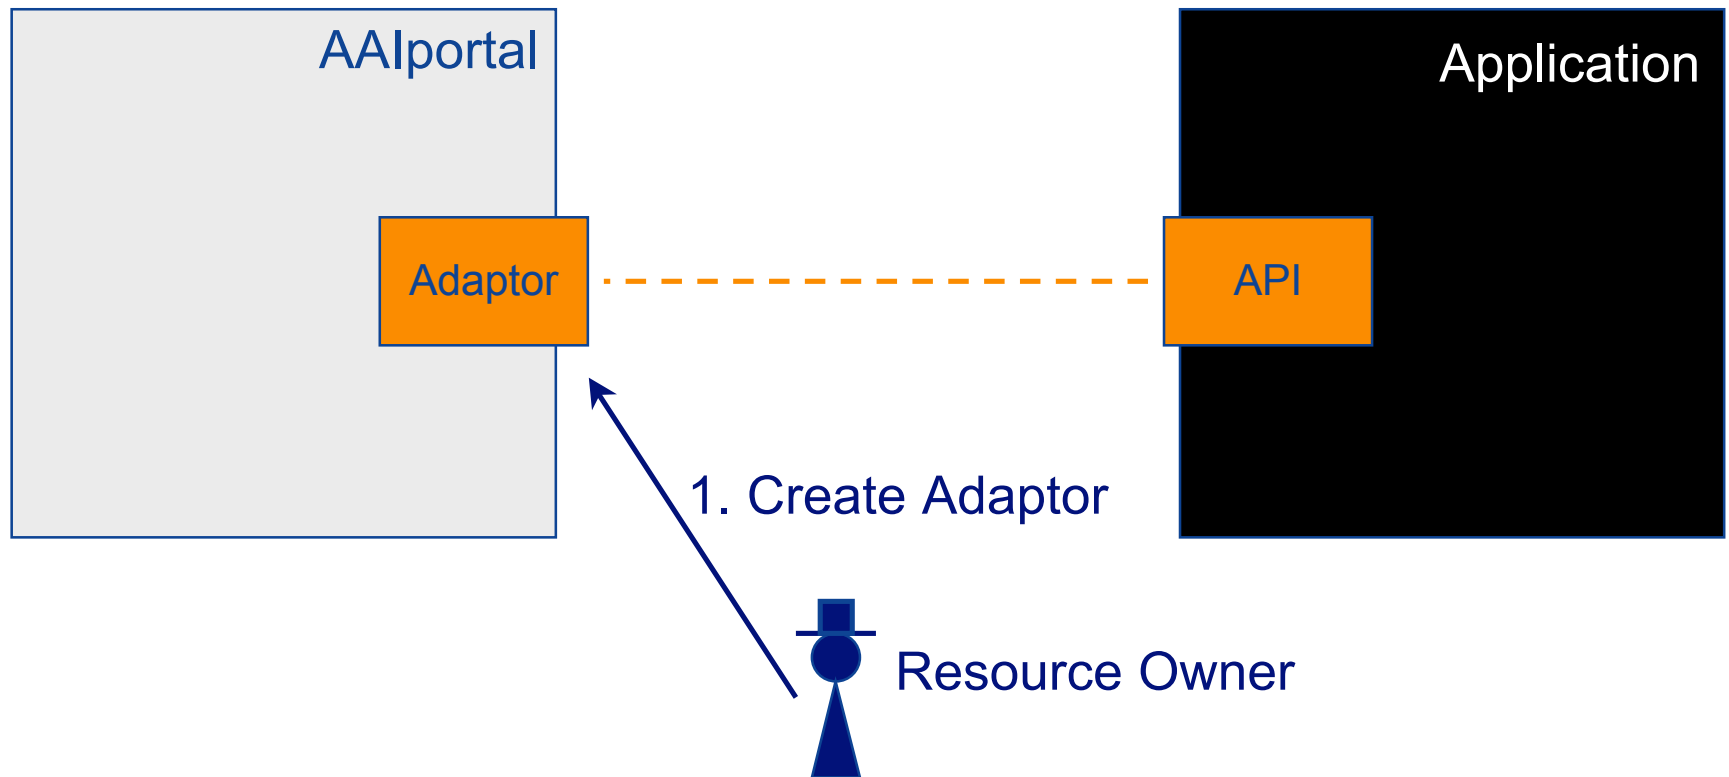 AAIportal
Application
Adaptor
API
1. Create Adaptor
Resource Owner